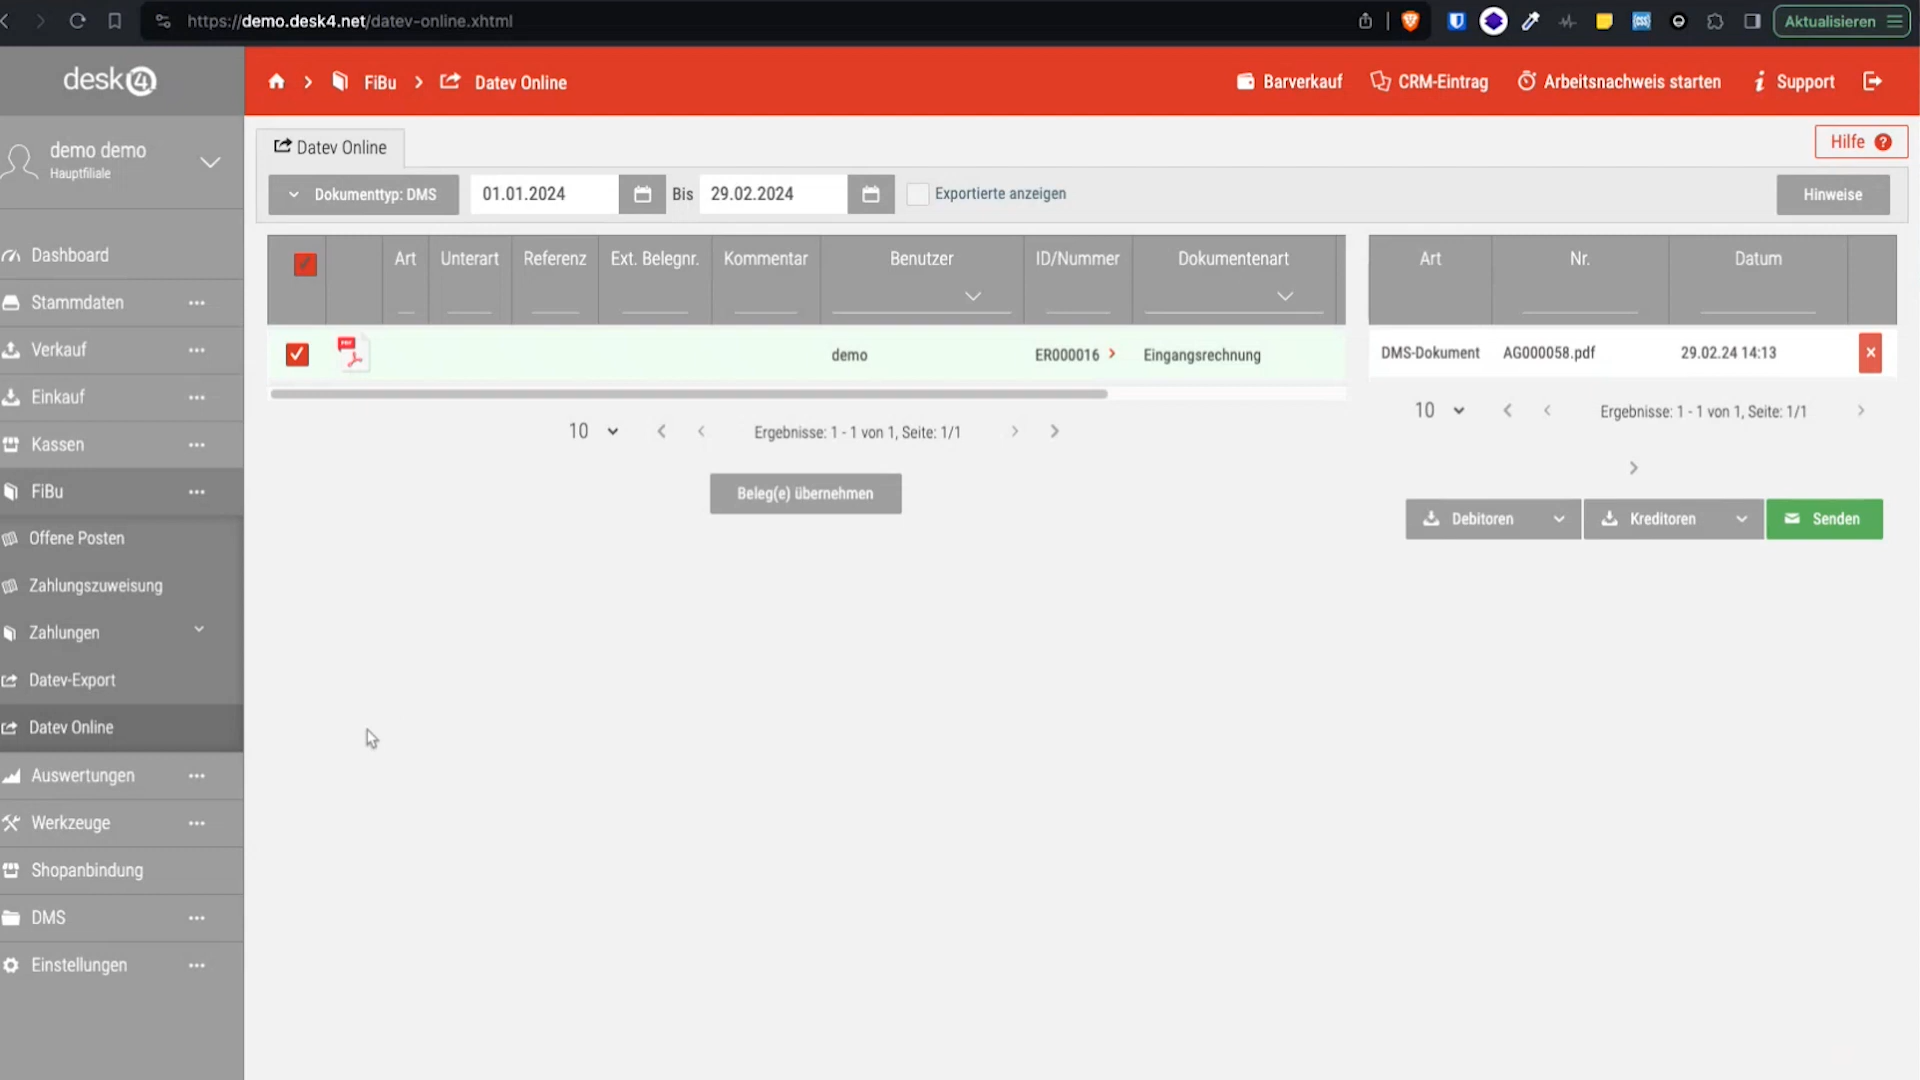 https://demo.desk4.net/datev-online.xhtml
Aktualisieren
desk4
FiBu
Datev Online
Barverkauf
CRM-Eintrag
Arbeitsnachweis starten
Support
demo demo
Hauptfiliale
Datev Online
Hilfe
Dokumenttyp: DMS
01.01.2024
Bis
29.02.2024
Exportierte anzeigen
Hinweise
Dashboard
Stammdaten
Verkauf
Einkauf
Kassen
FiBu
Offene Posten
Zahlungszuweisung
Zahlungen
Datev-Export
Datev Online
Auswertungen
Werkzeuge
Shopanbindung
DMS
Einstellungen
Art Unterart Referenz Ext. Belegnr. Kommentar Benutzer ID/Nummer Dokumentenart
PDF demo ER000016 Eingangsrechnung
10 Ergebnisse: 1 - 1 von 1, Seite: 1/1
Beleg(e) übernehmen
Art Nr. Datum
DMS-Dokument AG000058.pdf 29.02.24 14:13
10 Ergebnisse: 1 - 1 von 1, Seite: 1/1
Debitoren
Kreditoren
Senden